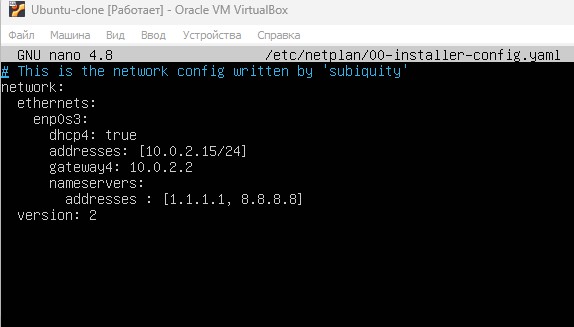 Ubuntu-clone [Работает] - Oracle VM VirtualBox
Файл Машина Вид Ввод Устройства Справка
GNU nano 4.8 /etc/netplan/00-installer-config.yaml
# This is the network config written by 'subiquity'
network:
  ethernets:
    enp0s3:
      dhcp4: true
      addresses: [10.0.2.15/24]
      gateway4: 10.0.2.2
      nameservers:
        addresses : [1.1.1.1, 8.8.8.8]
  version: 2